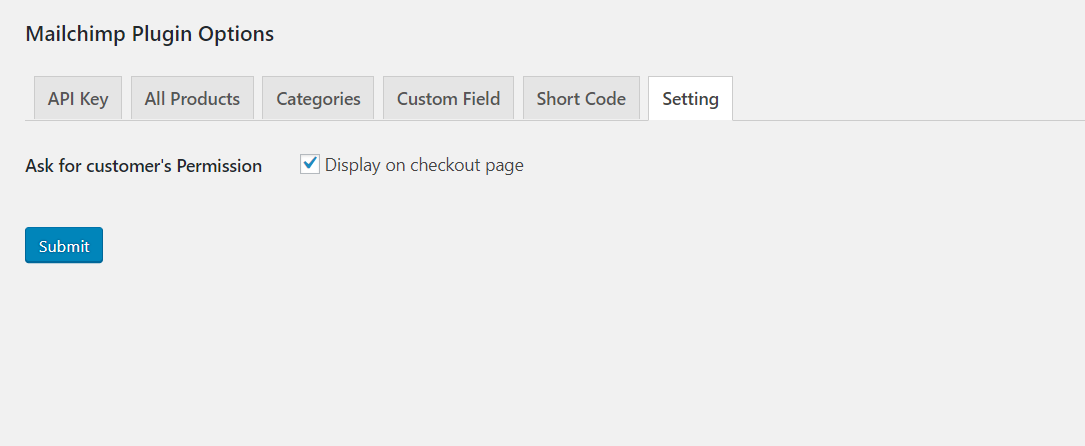 Mailchimp Plugin Options
API Key All Products Categories Custom Field Short Code Setting
Ask for customer's Permission Display on checkout page
Submit